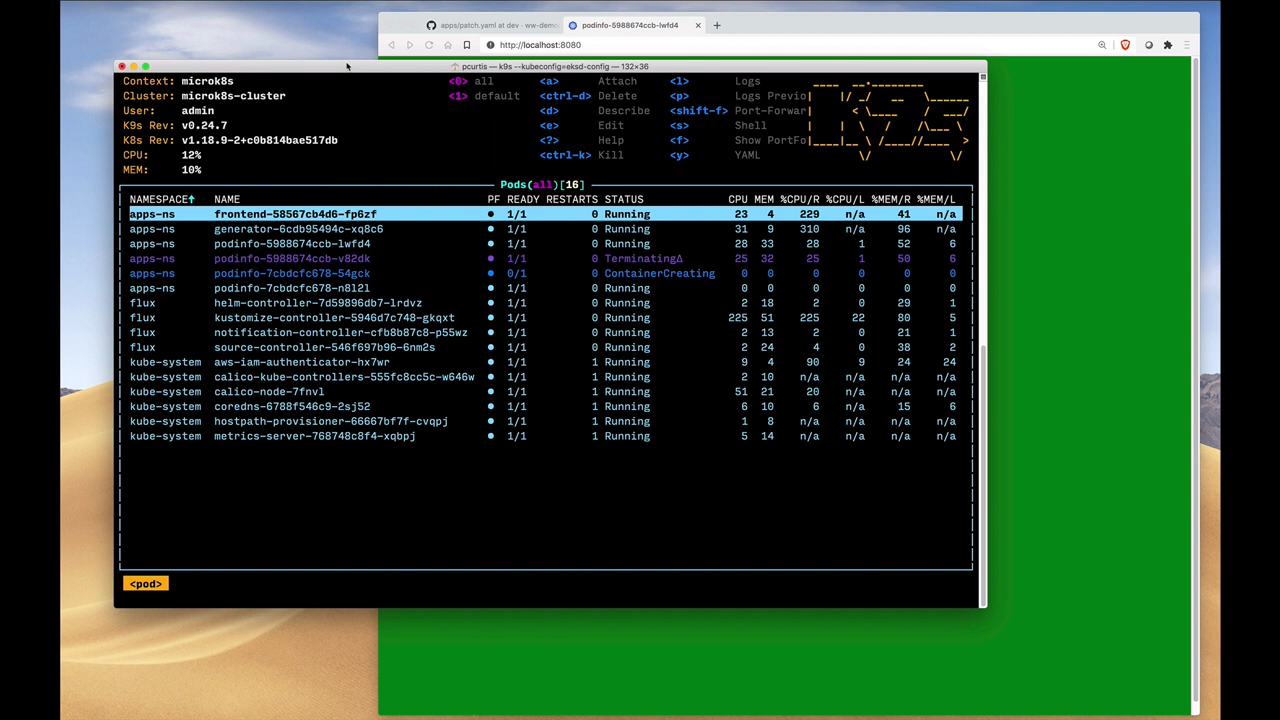 apps/patch.yaml at dev · ww-demo
podinfo-5988674ccb-lwfd4
http://localhost:8080
pcurtis — k9s --kubeconfig=eksd-config — 132×36
Context: microk8s <0> all <a> Attach <l> Logs
Cluster: microk8s-cluster <1> default <ctrl-d> Delete <p> Logs Previo
User: admin <d> Describe <shift-f> Port-Forwar
K9s Rev: v0.24.7 <e> Edit <s> Shell
K8s Rev: v1.18.9-2+c0b814bae517db <?> Help <f> Show PortFo
CPU: 12% <ctrl-k> Kill <y> YAML
MEM: 10%
Pods(all)[16]
NAMESPACE↑ NAME PF READY RESTARTS STATUS CPU MEM %CPU/R %CPU/L %MEM/R %MEM/L
apps-ns frontend-58567cb4d6-fp6zf ● 1/1 0 Running 23 4 229 n/a 41 n/a
apps-ns generator-6cdb95494c-xq8c6 ● 1/1 0 Running 31 9 310 n/a 96 n/a
apps-ns podinfo-5988674ccb-lwfd4 ● 1/1 0 Running 28 33 28 1 52 6
apps-ns podinfo-5988674ccb-v82dk ● 1/1 0 TerminatingΔ 25 32 25 1 50 6
apps-ns podinfo-7cbdcfc678-54gck ● 0/1 0 ContainerCreating 0 0 0 0 0 0
apps-ns podinfo-7cbdcfc678-n8l2l ● 1/1 0 Running 0 0 0 0 0 0
flux helm-controller-7d59896db7-lrdvz ● 1/1 0 Running 2 18 2 0 29 1
flux kustomize-controller-5946d7c748-gkqxt ● 1/1 0 Running 225 51 225 22 80 5
flux notification-controller-cfb8b87c8-p55wz ● 1/1 0 Running 2 13 2 0 21 1
flux source-controller-546f697b96-6nm2s ● 1/1 0 Running 2 24 4 0 38 2
kube-system aws-iam-authenticator-hx7wr ● 1/1 1 Running 9 4 90 9 24 24
kube-system calico-kube-controllers-555fc8cc5c-w646w ● 1/1 1 Running 2 10 n/a n/a n/a n/a
kube-system calico-node-7fnvl ● 1/1 1 Running 51 21 20 n/a n/a n/a
kube-system coredns-6788f546c9-2sj52 ● 1/1 1 Running 6 10 6 n/a 15 6
kube-system hostpath-provisioner-66667bf7f-cvqpj ● 1/1 1 Running 1 8 n/a n/a n/a n/a
kube-system metrics-server-768748c8f4-xqbpj ● 1/1 1 Running 5 14 n/a n/a n/a n/a
<pod>